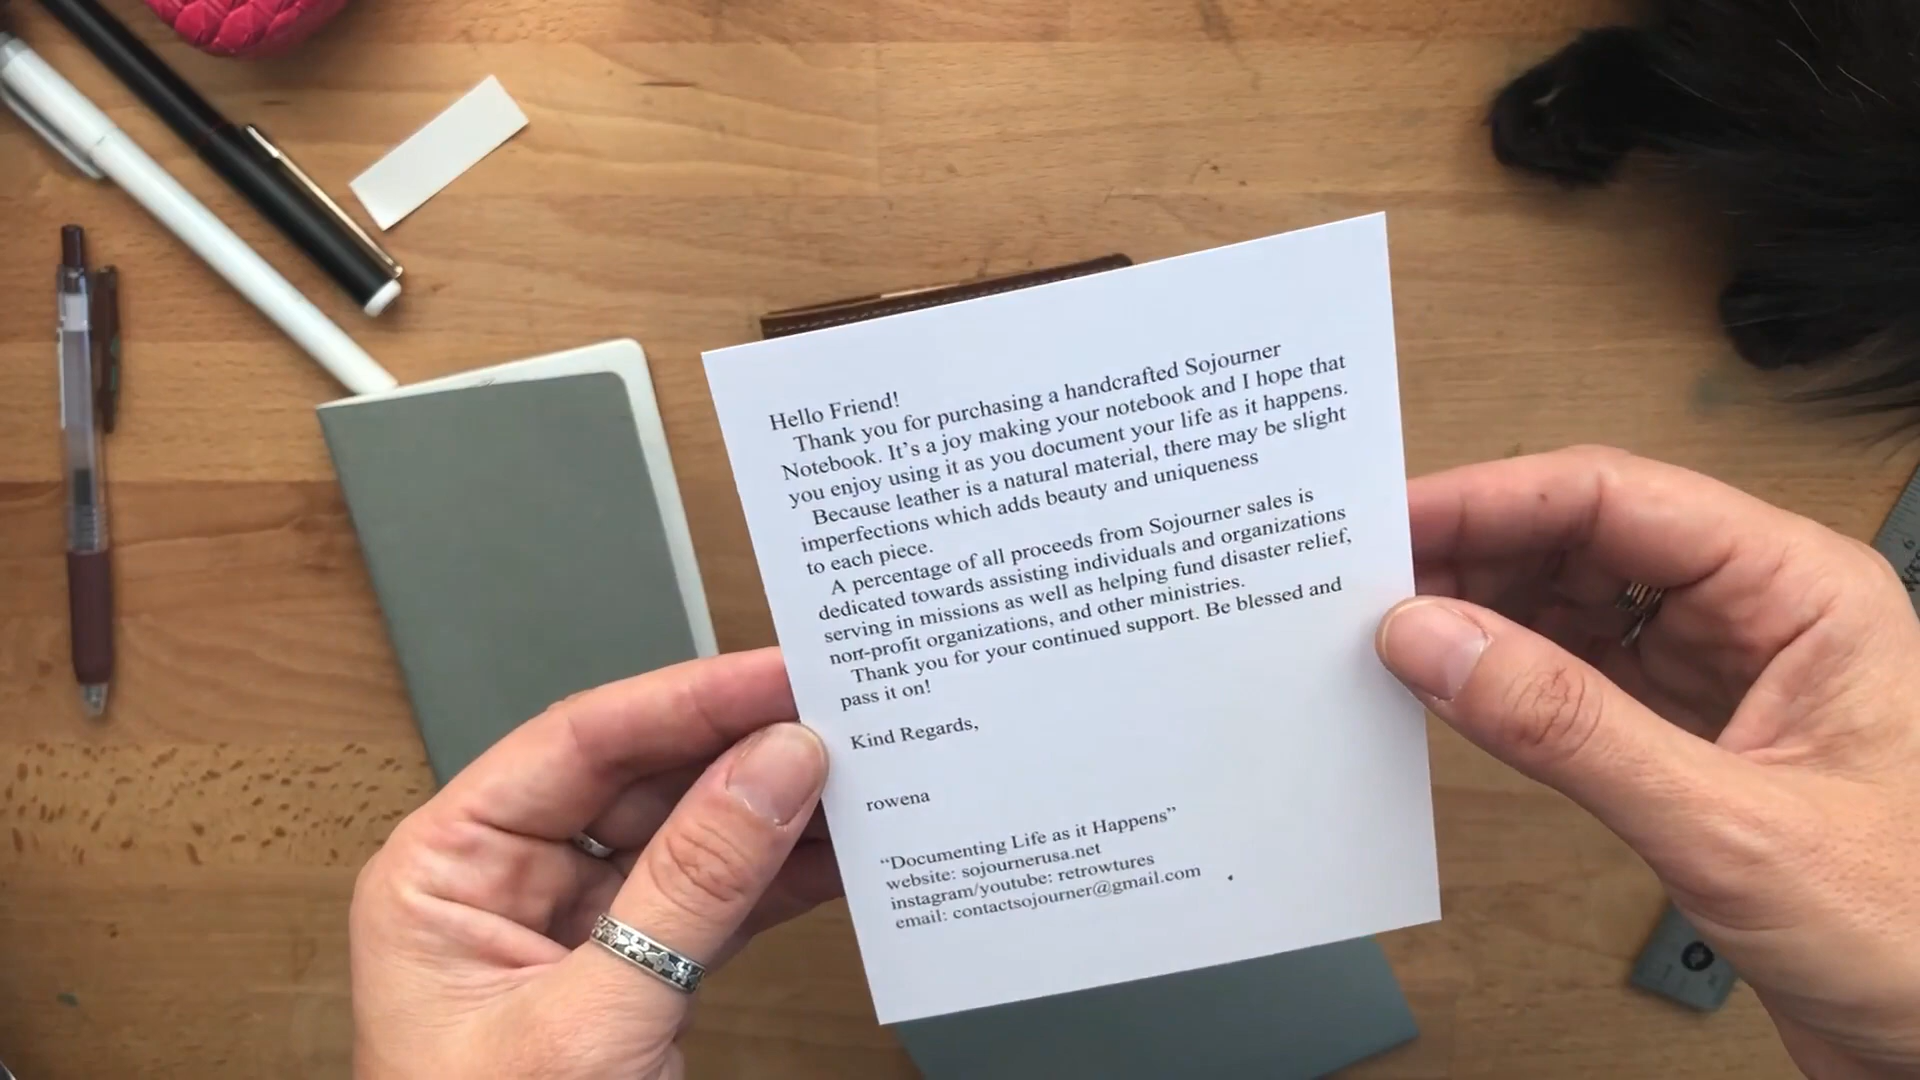 Hello Friend!
Thank you for purchasing a handcrafted Sojourner
Notebook. It’s a joy making your notebook and I hope that
you enjoy using it as you document your life as it happens.
Because leather is a natural material, there may be slight
imperfections which adds beauty and uniqueness
to each piece.
A percentage of all proceeds from Sojourner sales is
dedicated towards assisting individuals and organizations
serving in missions as well as helping fund disaster relief,
non-profit organizations, and other ministries.
Thank you for your continued support. Be blessed and
pass it on!
Kind Regards,
rowena
“Documenting Life as it Happens”
website: sojournerusa.net
instagram/youtube: retrowtures
email: contactsojourner@gmail.com